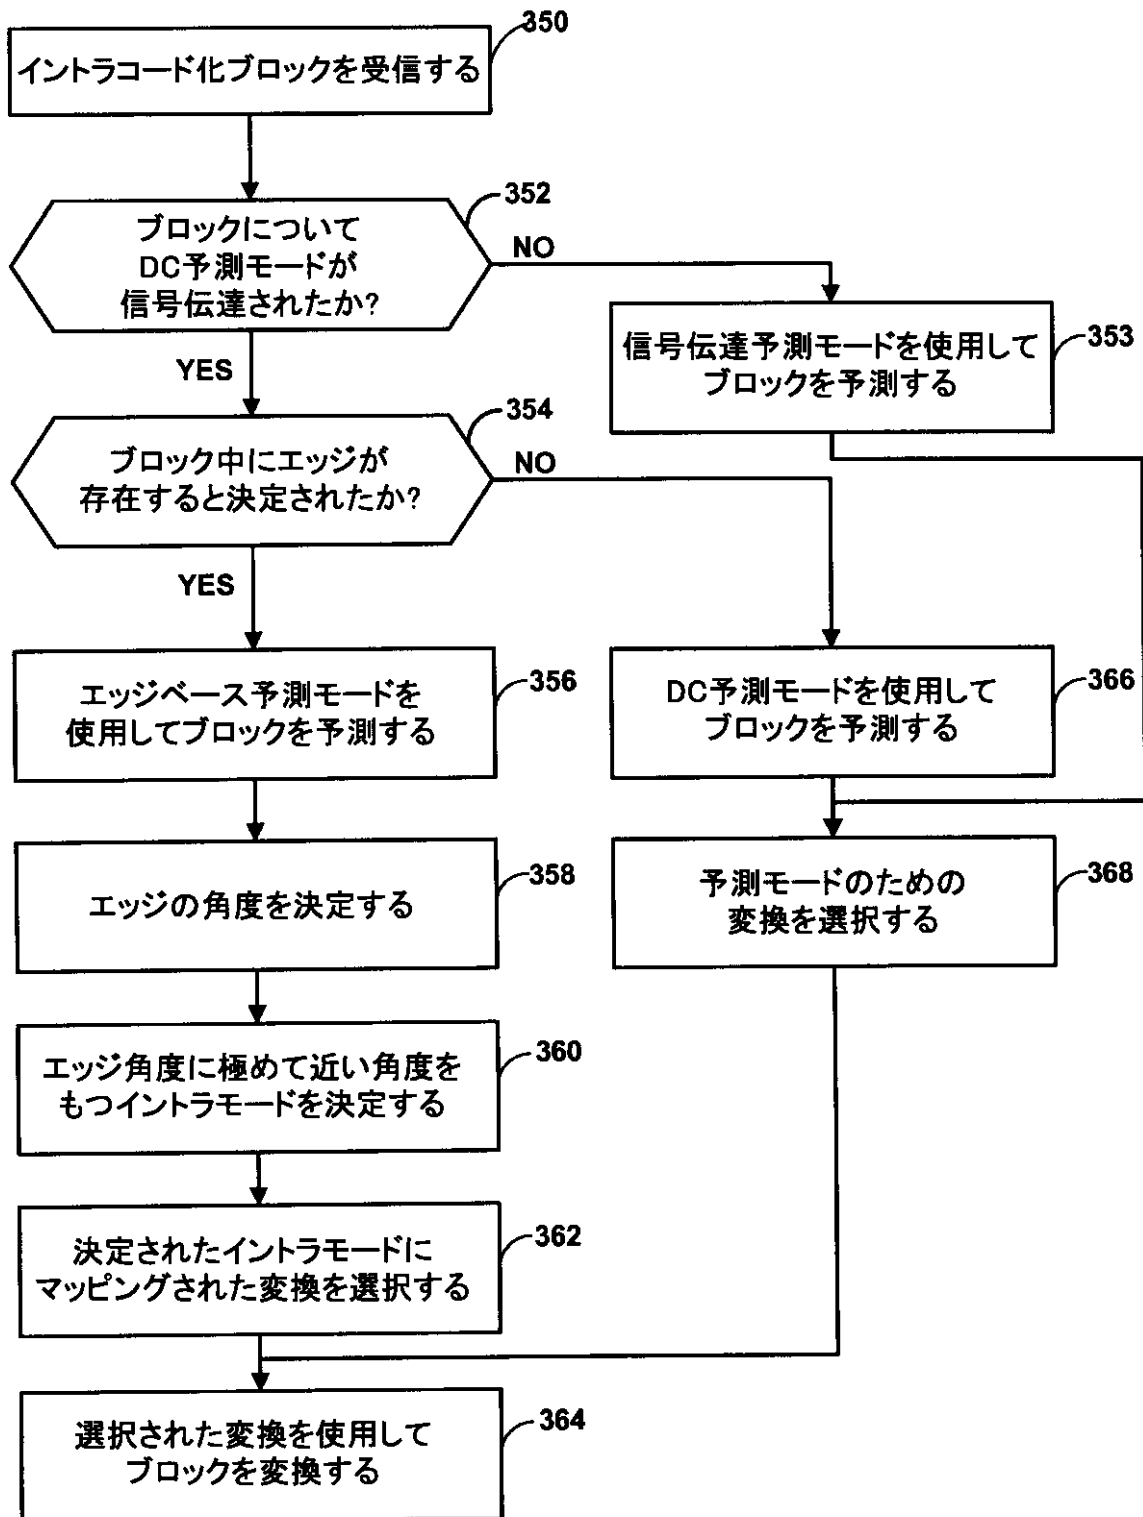 350
イントラコード化ブロックを受信する
352
ブロックについて
DC予測モードが
信号伝達されたか?
NO
YES
信号伝達予測モードを使用して
ブロックを予測する
353
354
ブロック中にエッジが
存在すると決定されたか?
NO
YES
エッジベース予測モードを
使用してブロックを予測する
356
DC予測モードを使用して
ブロックを予測する
366
エッジの角度を決定する
358
予測モードのための
変換を選択する
368
エッジ角度に極めて近い角度を
もつイントラモードを決定する
360
決定されたイントラモードに
マッピングされた変換を選択する
362
選択された変換を使用して
ブロックを変換する
364